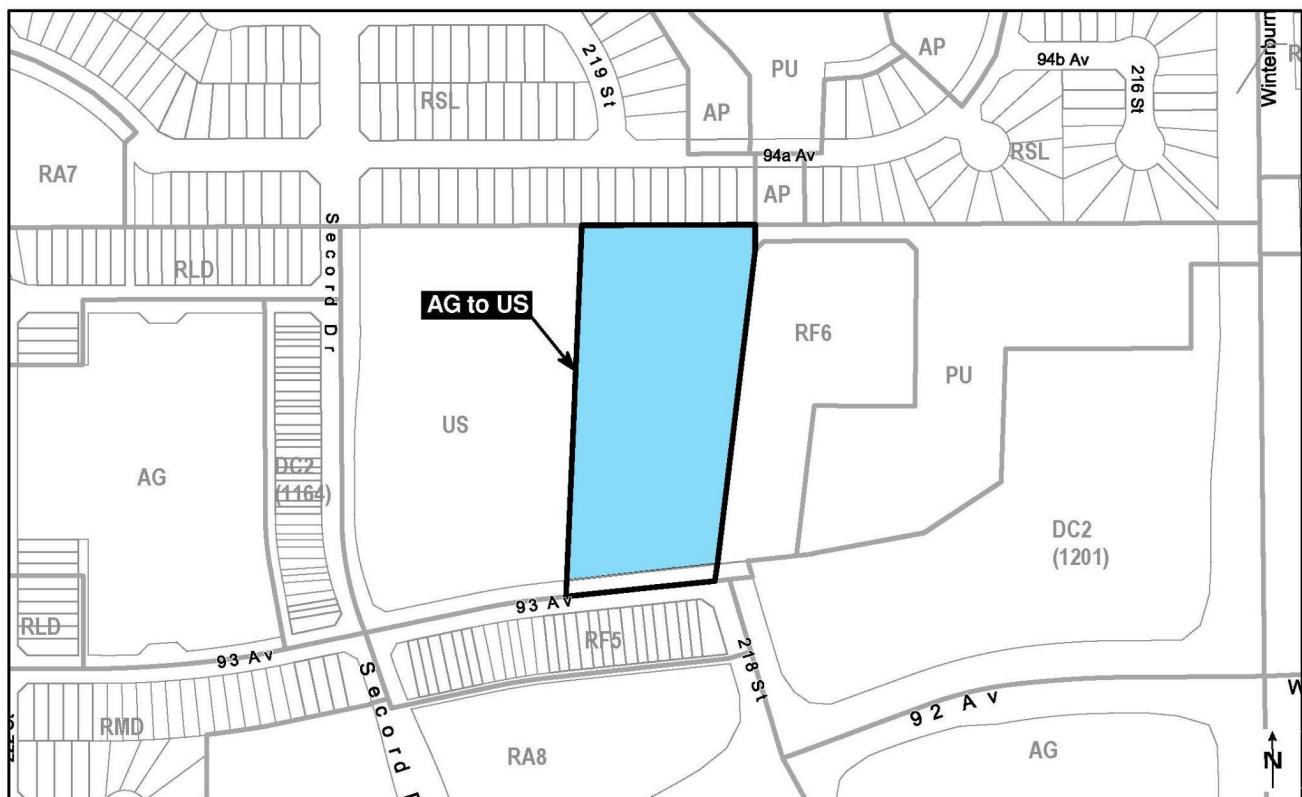 94b Av
216 St
Winterburn
R
AP
PU
219 St
RSL
AP
94a Av
RSL
RA7
AP
Secord Dr
RLD
AG to US
RF6
PU
US
AG
DC2
(1164)
DC2
(1201)
93 Av
RLD
RF5
93 Av
218 St
Secord
92 Av
W
RMD
RA8
AG
N